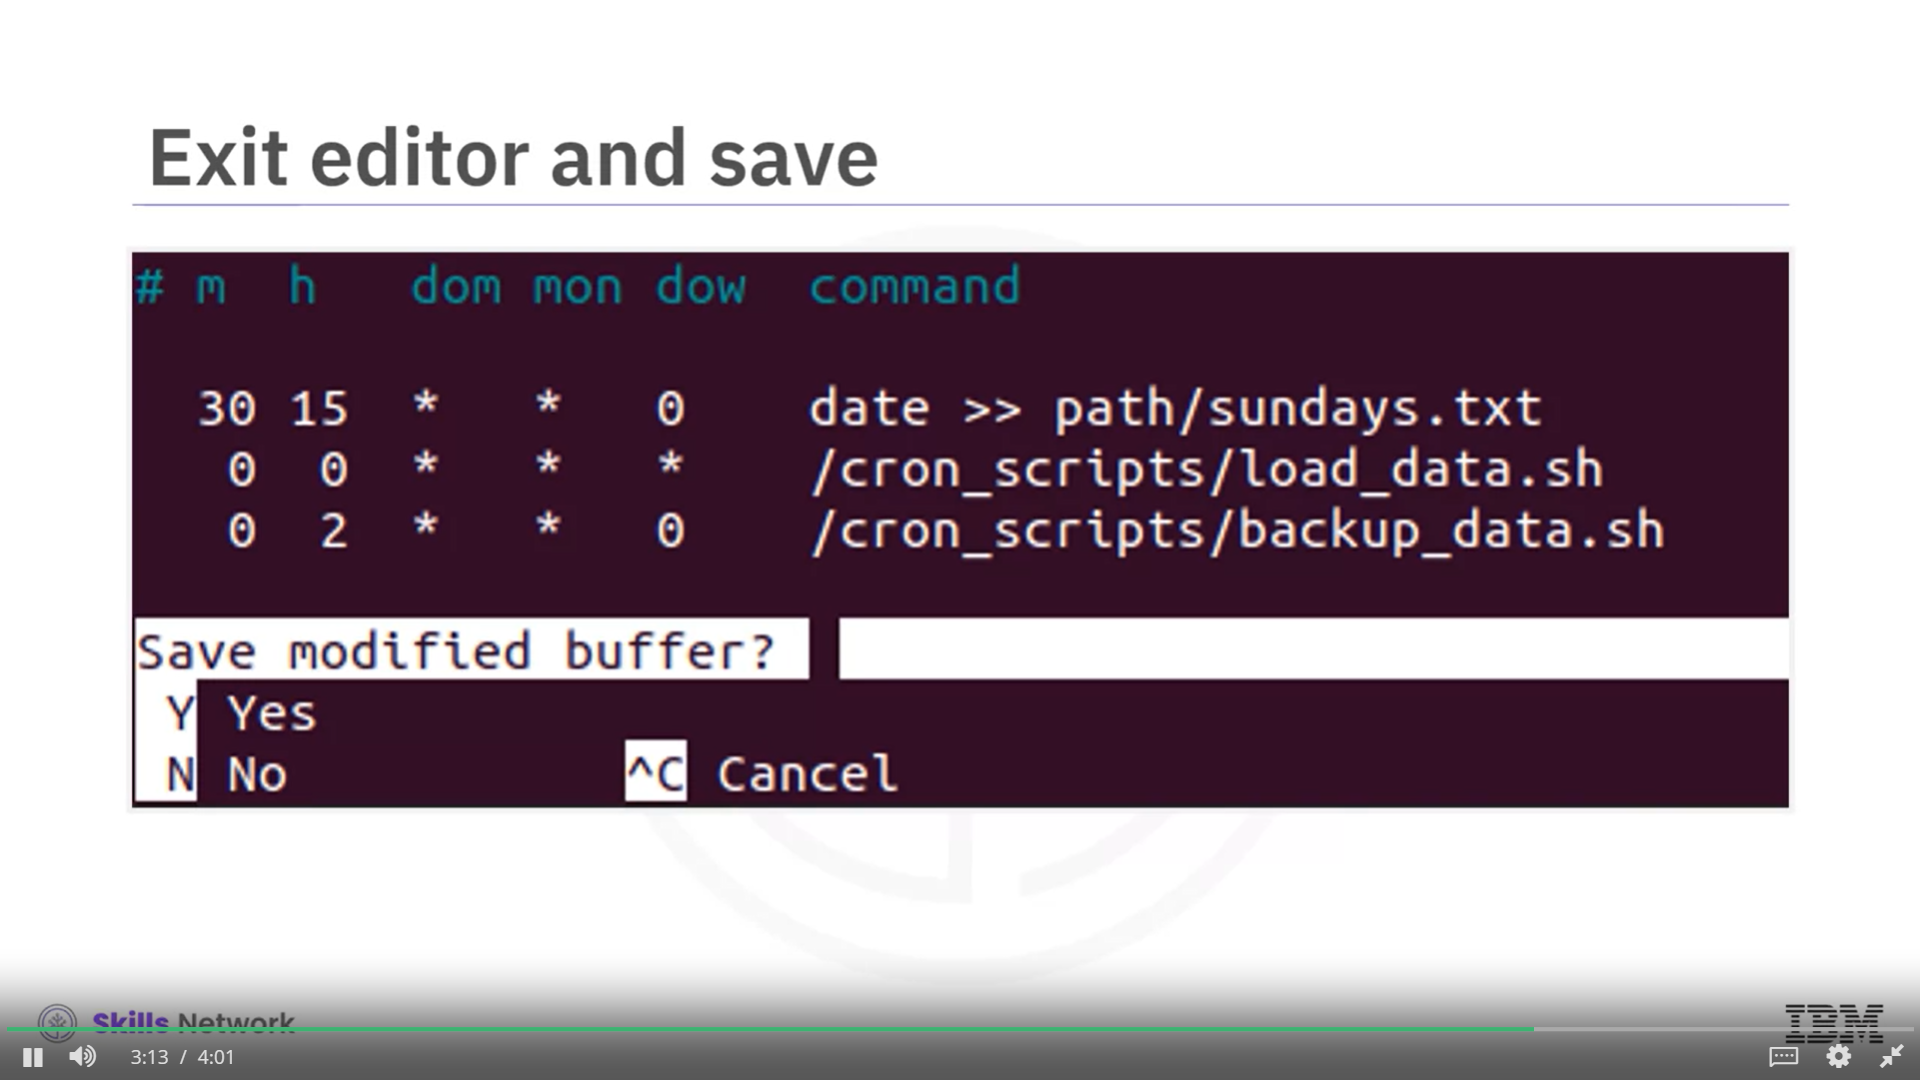 Exit editor and save
# m h dom mon dow command
30 15 * * 0 date >> path/sundays.txt
0 0 * * * /cron_scripts/load_data.sh
0 2 * * 0 /cron_scripts/backup_data.sh
Save modified buffer?
Y Yes
N No ^C Cancel
Skills Network
IBM
3:13 / 4:01